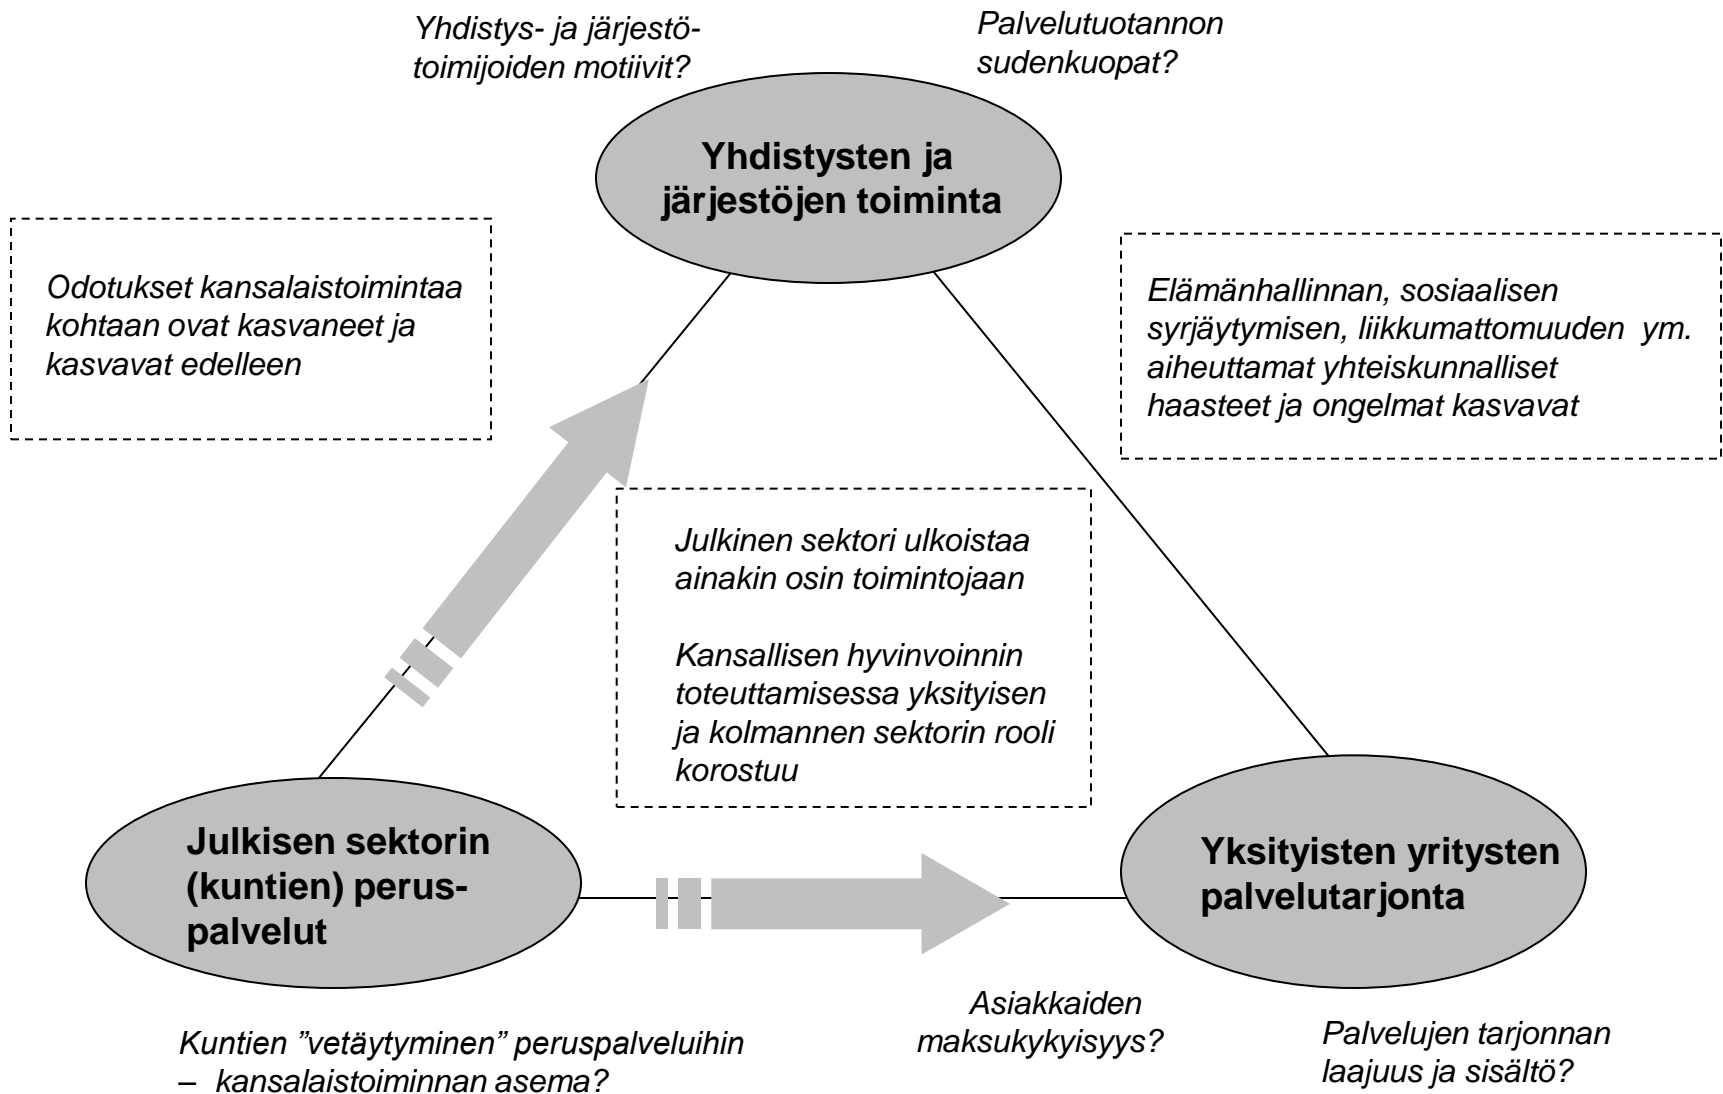 Yhdistys- ja järjestö-
toimijoiden motiivit?
Palvelutuotannon
sudenkuopat?
Yhdistysten ja
järjestöjen toiminta
Odotukset kansalaistoimintaa
kohtaan ovat kasvaneet ja
kasvavat edelleen
Elämänhallinnan, sosiaalisen
syrjäytymisen, liikkumattomuuden ym.
aiheuttamat yhteiskunnalliset
haasteet ja ongelmat kasvavat
Julkinen sektori ulkoistaa
ainakin osin toimintojaan
Kansallisen hyvinvoinnin
toteuttamisessa yksityisen
ja kolmannen sektorin rooli
korostuu
Julkisen sektorin
(kuntien) perus-
palvelut
Yksityisten yritysten
palvelutarjonta
Kuntien ”vetäytyminen” peruspalveluihin
– kansalaistoiminnan asema?
Asiakkaiden
maksukykyisyys?
Palvelujen tarjonnan
laajuus ja sisältö?